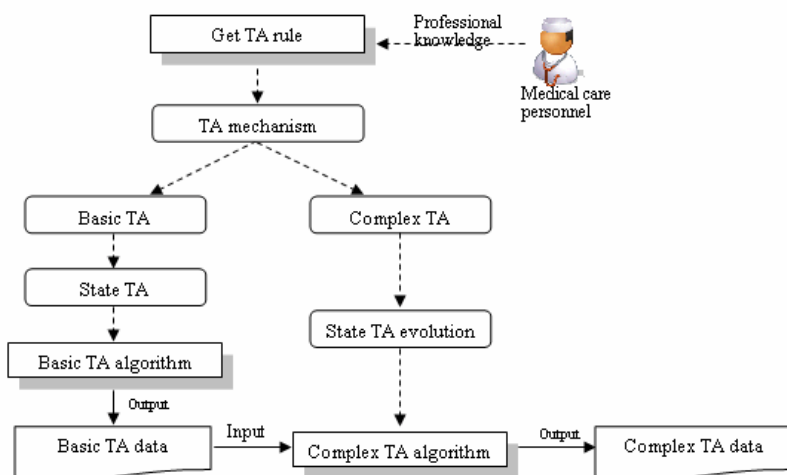 Professional
knowledge
Get TA rule
Medical care
personnel
TA mechanism
Basic TA
Complex TA
State TA
State TA evolution
Basic TA algorithm
Output
Basic TA data
Input
Complex TA algorithm
Output
Complex TA data